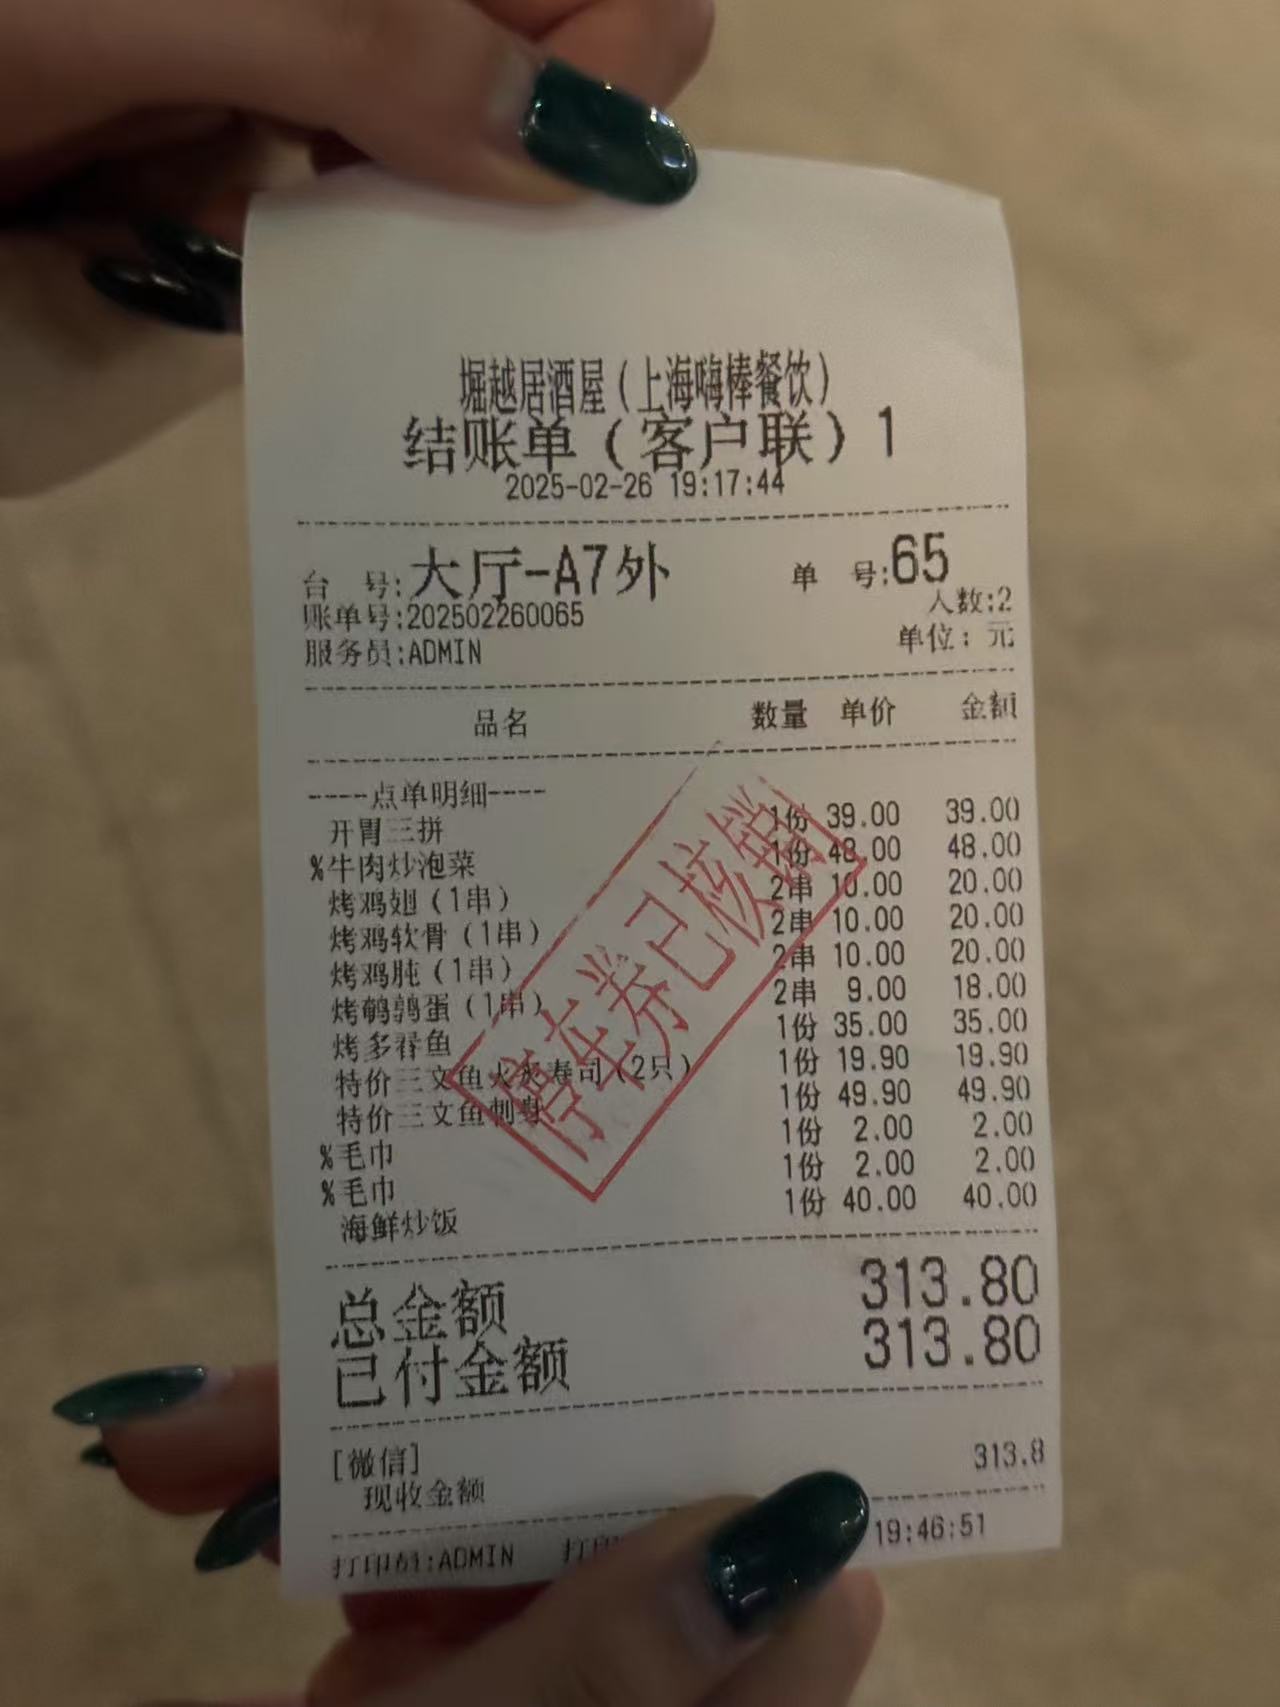 堀越居酒屋(上海嗨棒餐饮)
结账单(客户联)1
2025-02-26 19:17:44
台 号:大厅-A7外 单 号:65
账单号:202502260065 人数:2
服务员:ADMIN 单位: 元
品名 数量 单价 金额
----点单明细----
开胃三拼 1份 39.00 39.00
%牛肉炒泡菜 1份 48.00 48.00
烤鸡翅(1串) 2串 10.00 20.00
烤鸡软骨(1串) 2串 10.00 20.00
烤鸡肫(1串) 2串 10.00 20.00
烤鹌鹑蛋(1串) 2串 9.00 18.00
烤多春鱼 1份 35.00 35.00
特价三文鱼火炙寿司(2只) 1份 19.90 19.90
特价三文鱼刺身 1份 49.90 49.90
%毛巾 1份 2.00 2.00
%毛巾 1份 2.00 2.00
海鲜炒饭 1份 40.00 40.00
停车券已核销
总金额 313.80
已付金额 313.80
[微信] 313.8
现收金额
打印员:ADMIN 打印 19:46:51